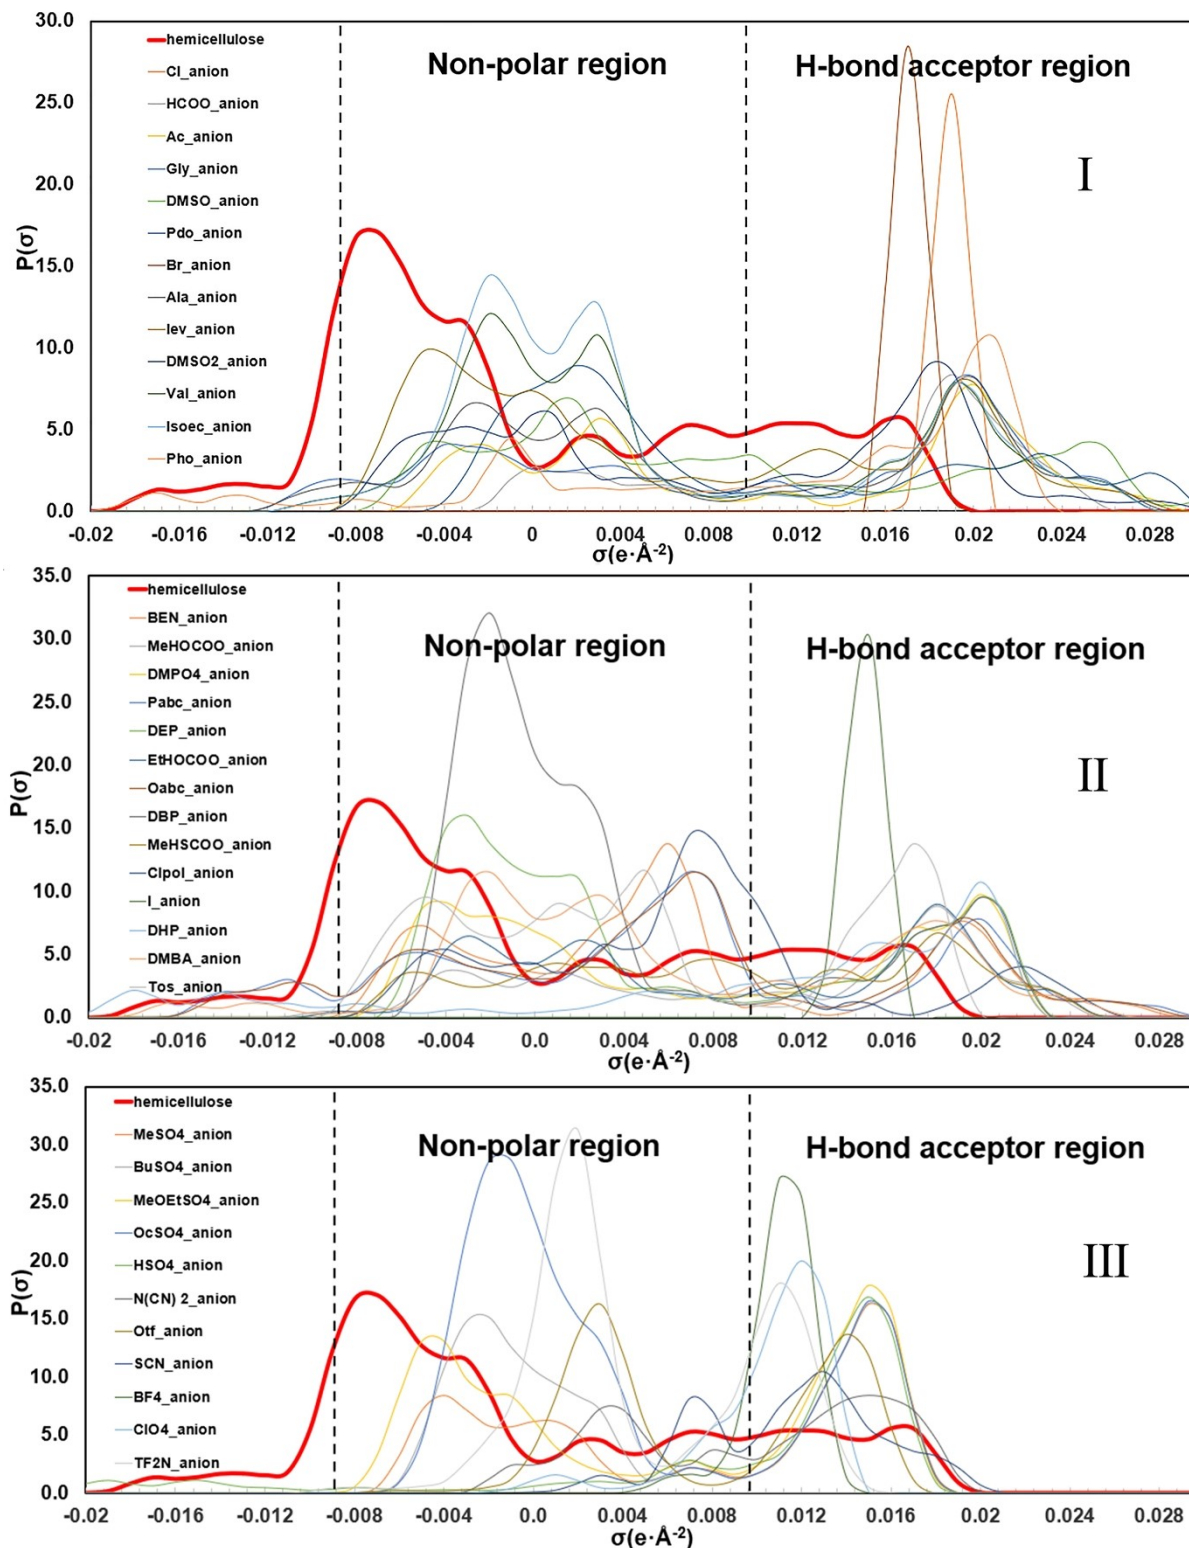 30.0
25.0
20.0
15.0
10.0
5.0
0.0
P(σ)
hemicellulose
Cl_anion
HCOO_anion
Ac_anion
Gly_anion
DMSO_anion
Pdo_anion
Br_anion
Ala_anion
lev_anion
DMSO2_anion
Val_anion
Isoec_anion
Pho_anion
Non-polar region
H-bond acceptor region
I
-0.02 -0.016 -0.012 -0.008 -0.004 0.0 0.004 0.008 0.012 0.016 0.02 0.024 0.028
σ(e·Å-2)
35.0
30.0
25.0
20.0
15.0
10.0
5.0
0.0
P(σ)
hemicellulose
BEN_anion
MeHOCOO_anion
DMPO4_anion
Pabc_anion
DEP_anion
EtHOCOO_anion
Oabc_anion
DBP_anion
MeHSCOO_anion
Clpol_anion
I_anion
DHP_anion
DMBA_anion
Tos_anion
Non-polar region
H-bond acceptor region
II
-0.02 -0.016 -0.012 -0.008 -0.004 0.0 0.004 0.008 0.012 0.016 0.02 0.024 0.028
σ(e·Å-2)
35.0
30.0
25.0
20.0
15.0
10.0
5.0
0.0
P(σ)
hemicellulose
MeSO4_anion
BuSO4_anion
MeOEtSO4_anion
OcSO4_anion
HSO4_anion
N(CN) 2_anion
Otf_anion
SCN_anion
BF4_anion
ClO4_anion
TF2N_anion
Non-polar region
H-bond acceptor region
III
-0.02 -0.016 -0.012 -0.008 -0.004 0.0 0.004 0.008 0.012 0.016 0.02 0.024 0.028
σ(e·Å-2)